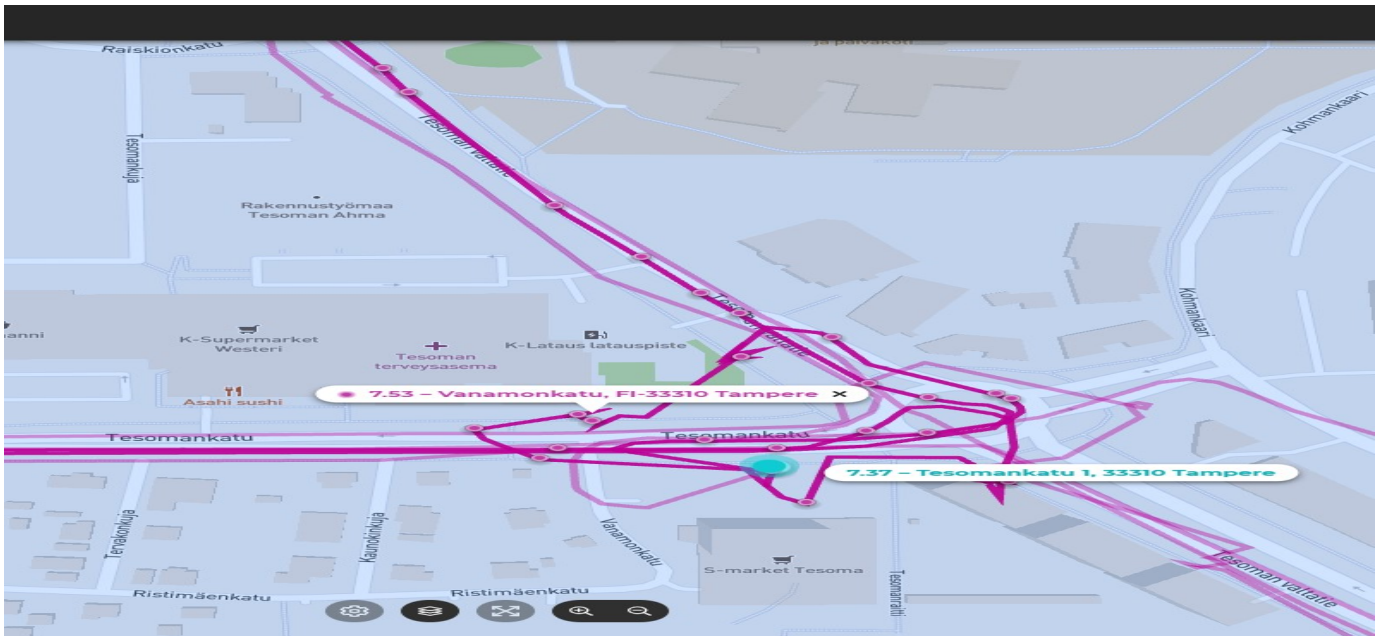 ja päiväkoti
Raiskionkatu
Kohmankaari
Tesoman valtatie
Tesomankuja
Rakennustyömaa
Tesoman Ahma
Kohmankaari
anni
K-Supermarket
Westeri
Tesoman
terveysasema
K-Lataus latauspiste
Asahi sushi
7.53 – Vanamonkatu, FI-33310 Tampere ×
Tesomankatu
Tesomankatu
7.37 – Tesomankatu 1, 33310 Tampere
Tervakonkuja
Kaunokinkuja
Vanamonkatu
S-market Tesoma
Tesomanraitti
Tesoman valtatie
Ristimäenkatu
Ristimäenkatu